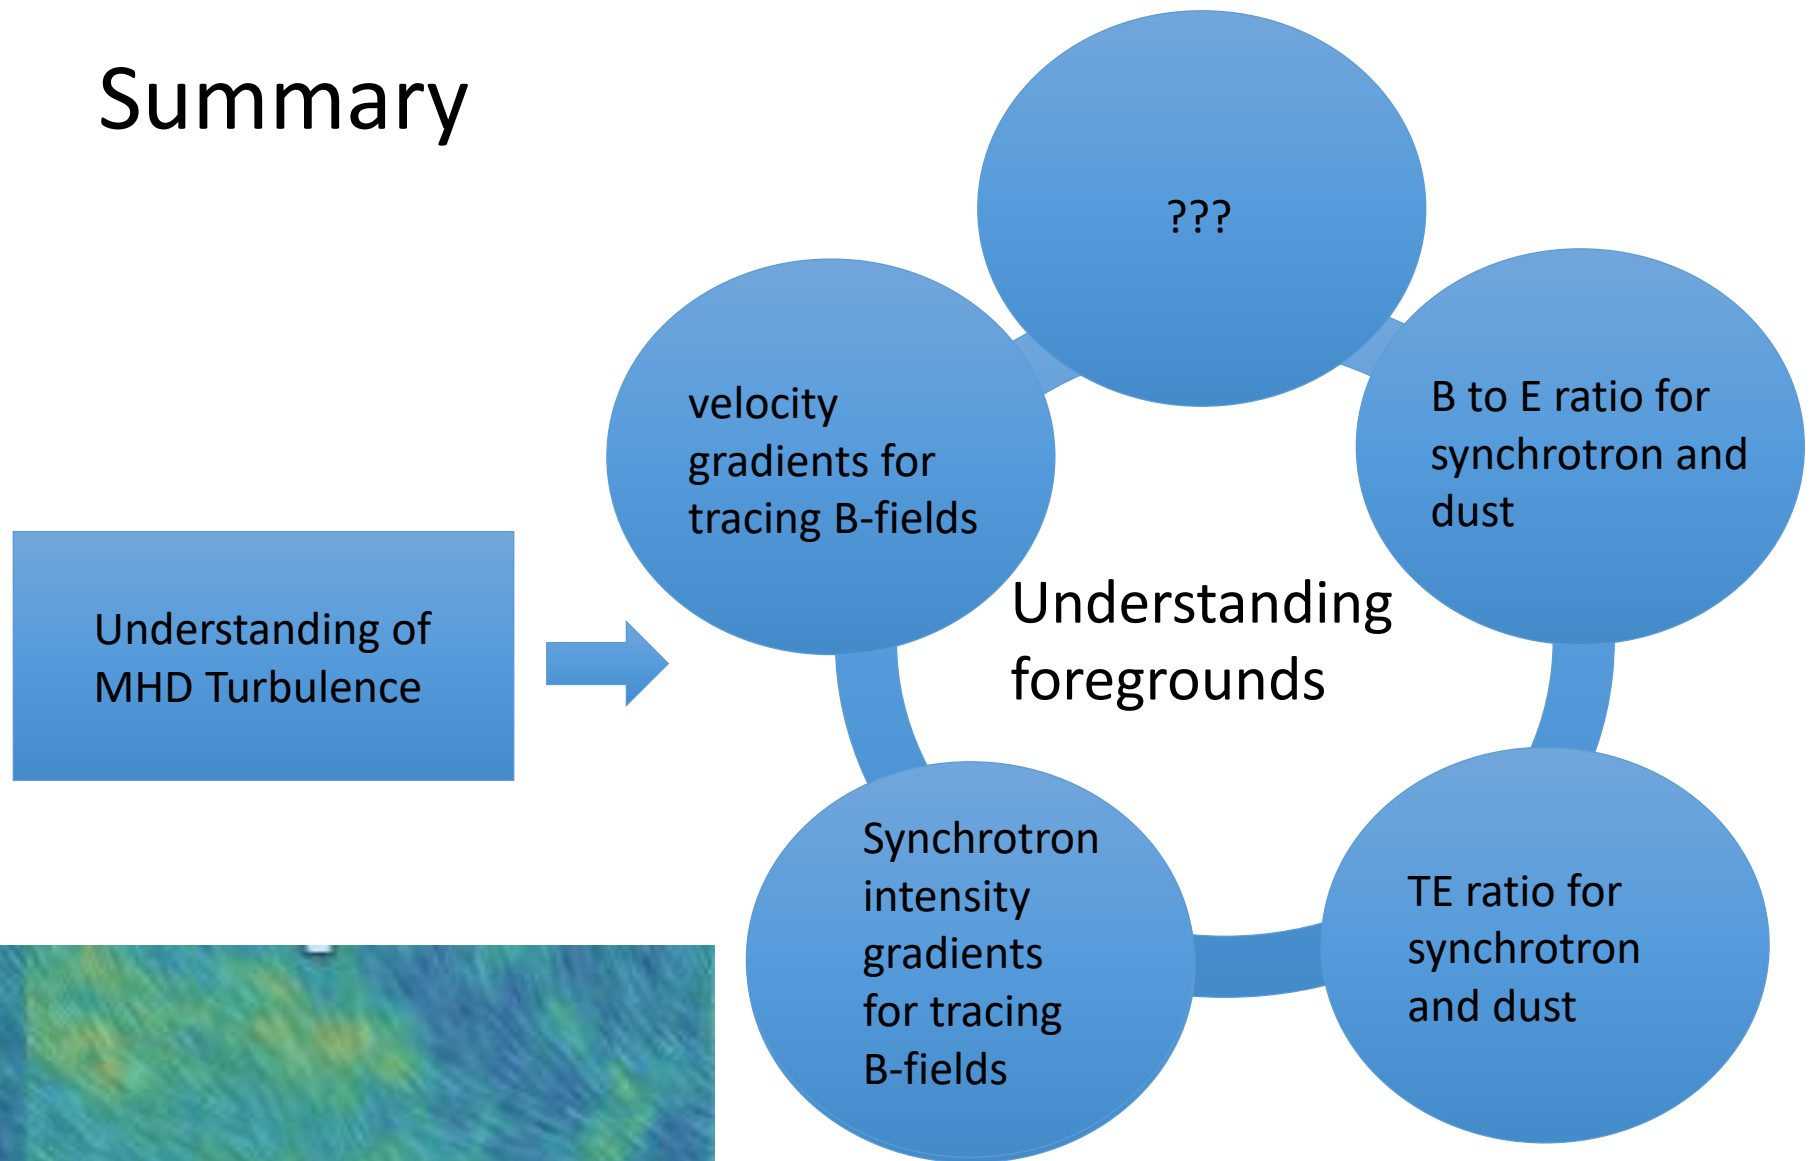 Summary
???
velocity
gradients for
tracing B-fields
B to E ratio for
synchrotron and
dust
Understanding of
MHD Turbulence
Understanding
foregrounds
Synchrotron
intensity
gradients
for tracing
B-fields
TE ratio for
synchrotron
and dust